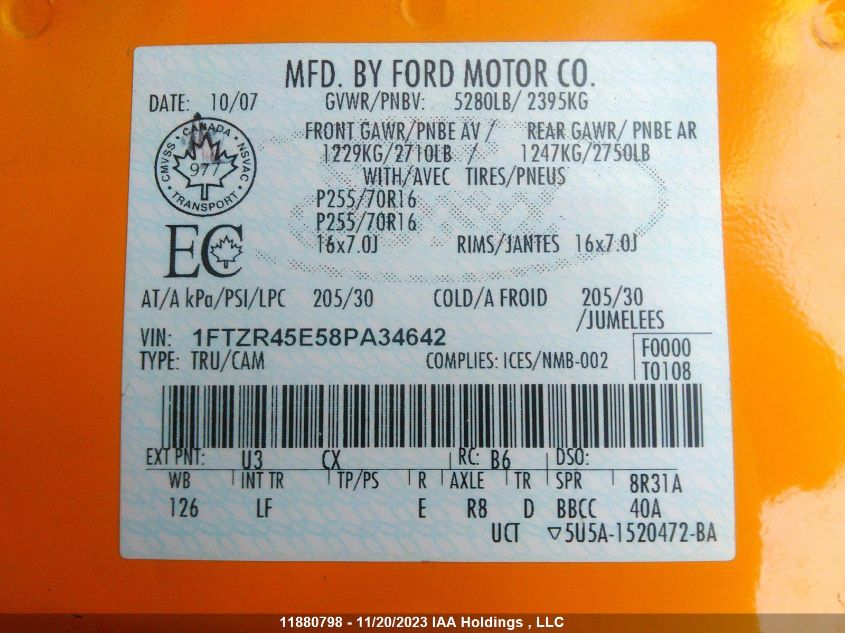 MFD. BY FORD MOTOR CO.
DATE: 10/07 GVWR/PNBV: 5280LB/ 2395KG
FRONT GAWR/PNBE AV / REAR GAWR/ PNBE AR
1229KG/2710LB / 1247KG/2750LB
WITH/AVEC TIRES/PNEUS
CMVSS · CANADA · NSVAC
977
TRANSPORT
P255/70R16
P255/70R16
16x7.0J RIMS/JANTES 16x7.0J
EC
AT/A kPa/PSI/LPC 205/30 COLD/A FROID 205/30
/JUMELEES
VIN: 1FTZR45E58PA34642
F0000
TYPE: TRU/CAM COMPLIES: ICES/NMB-002
T0108
EXT PNT: U3 CX RC: B6 DSO:
WB INT TR TP/PS R AXLE TR SPR 8R31A
126 LF E R8 D BBCC 40A
UCT ▽5U5A-1520472-BA
11880798 - 11/20/2023 IAA Holdings , LLC